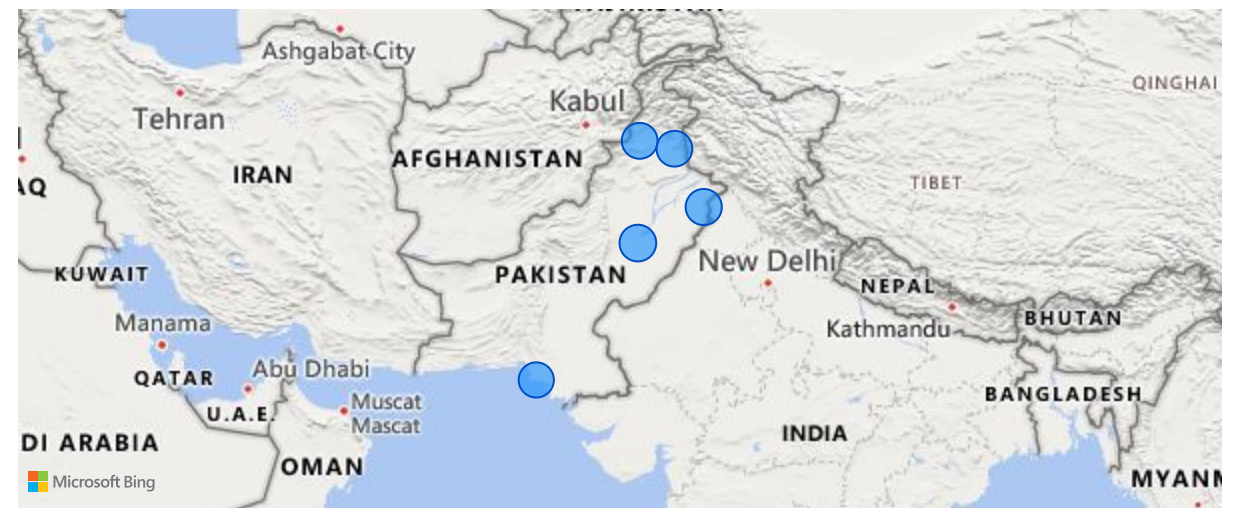 Ashgabat City
QINGHAI
Kabul
Tehran
AFGHANISTAN
IRAN
AQ
TIBET
New Delhi
PAKISTAN
KUWAIT
NEPAL
Manama
BHUTAN
Kathmandu
Abu Dhabi
QATAR
BANGLADESH
Muscat
U.A.E.
Mascat
INDIA
DI ARABIA
OMAN
Microsoft Bing
MYANM